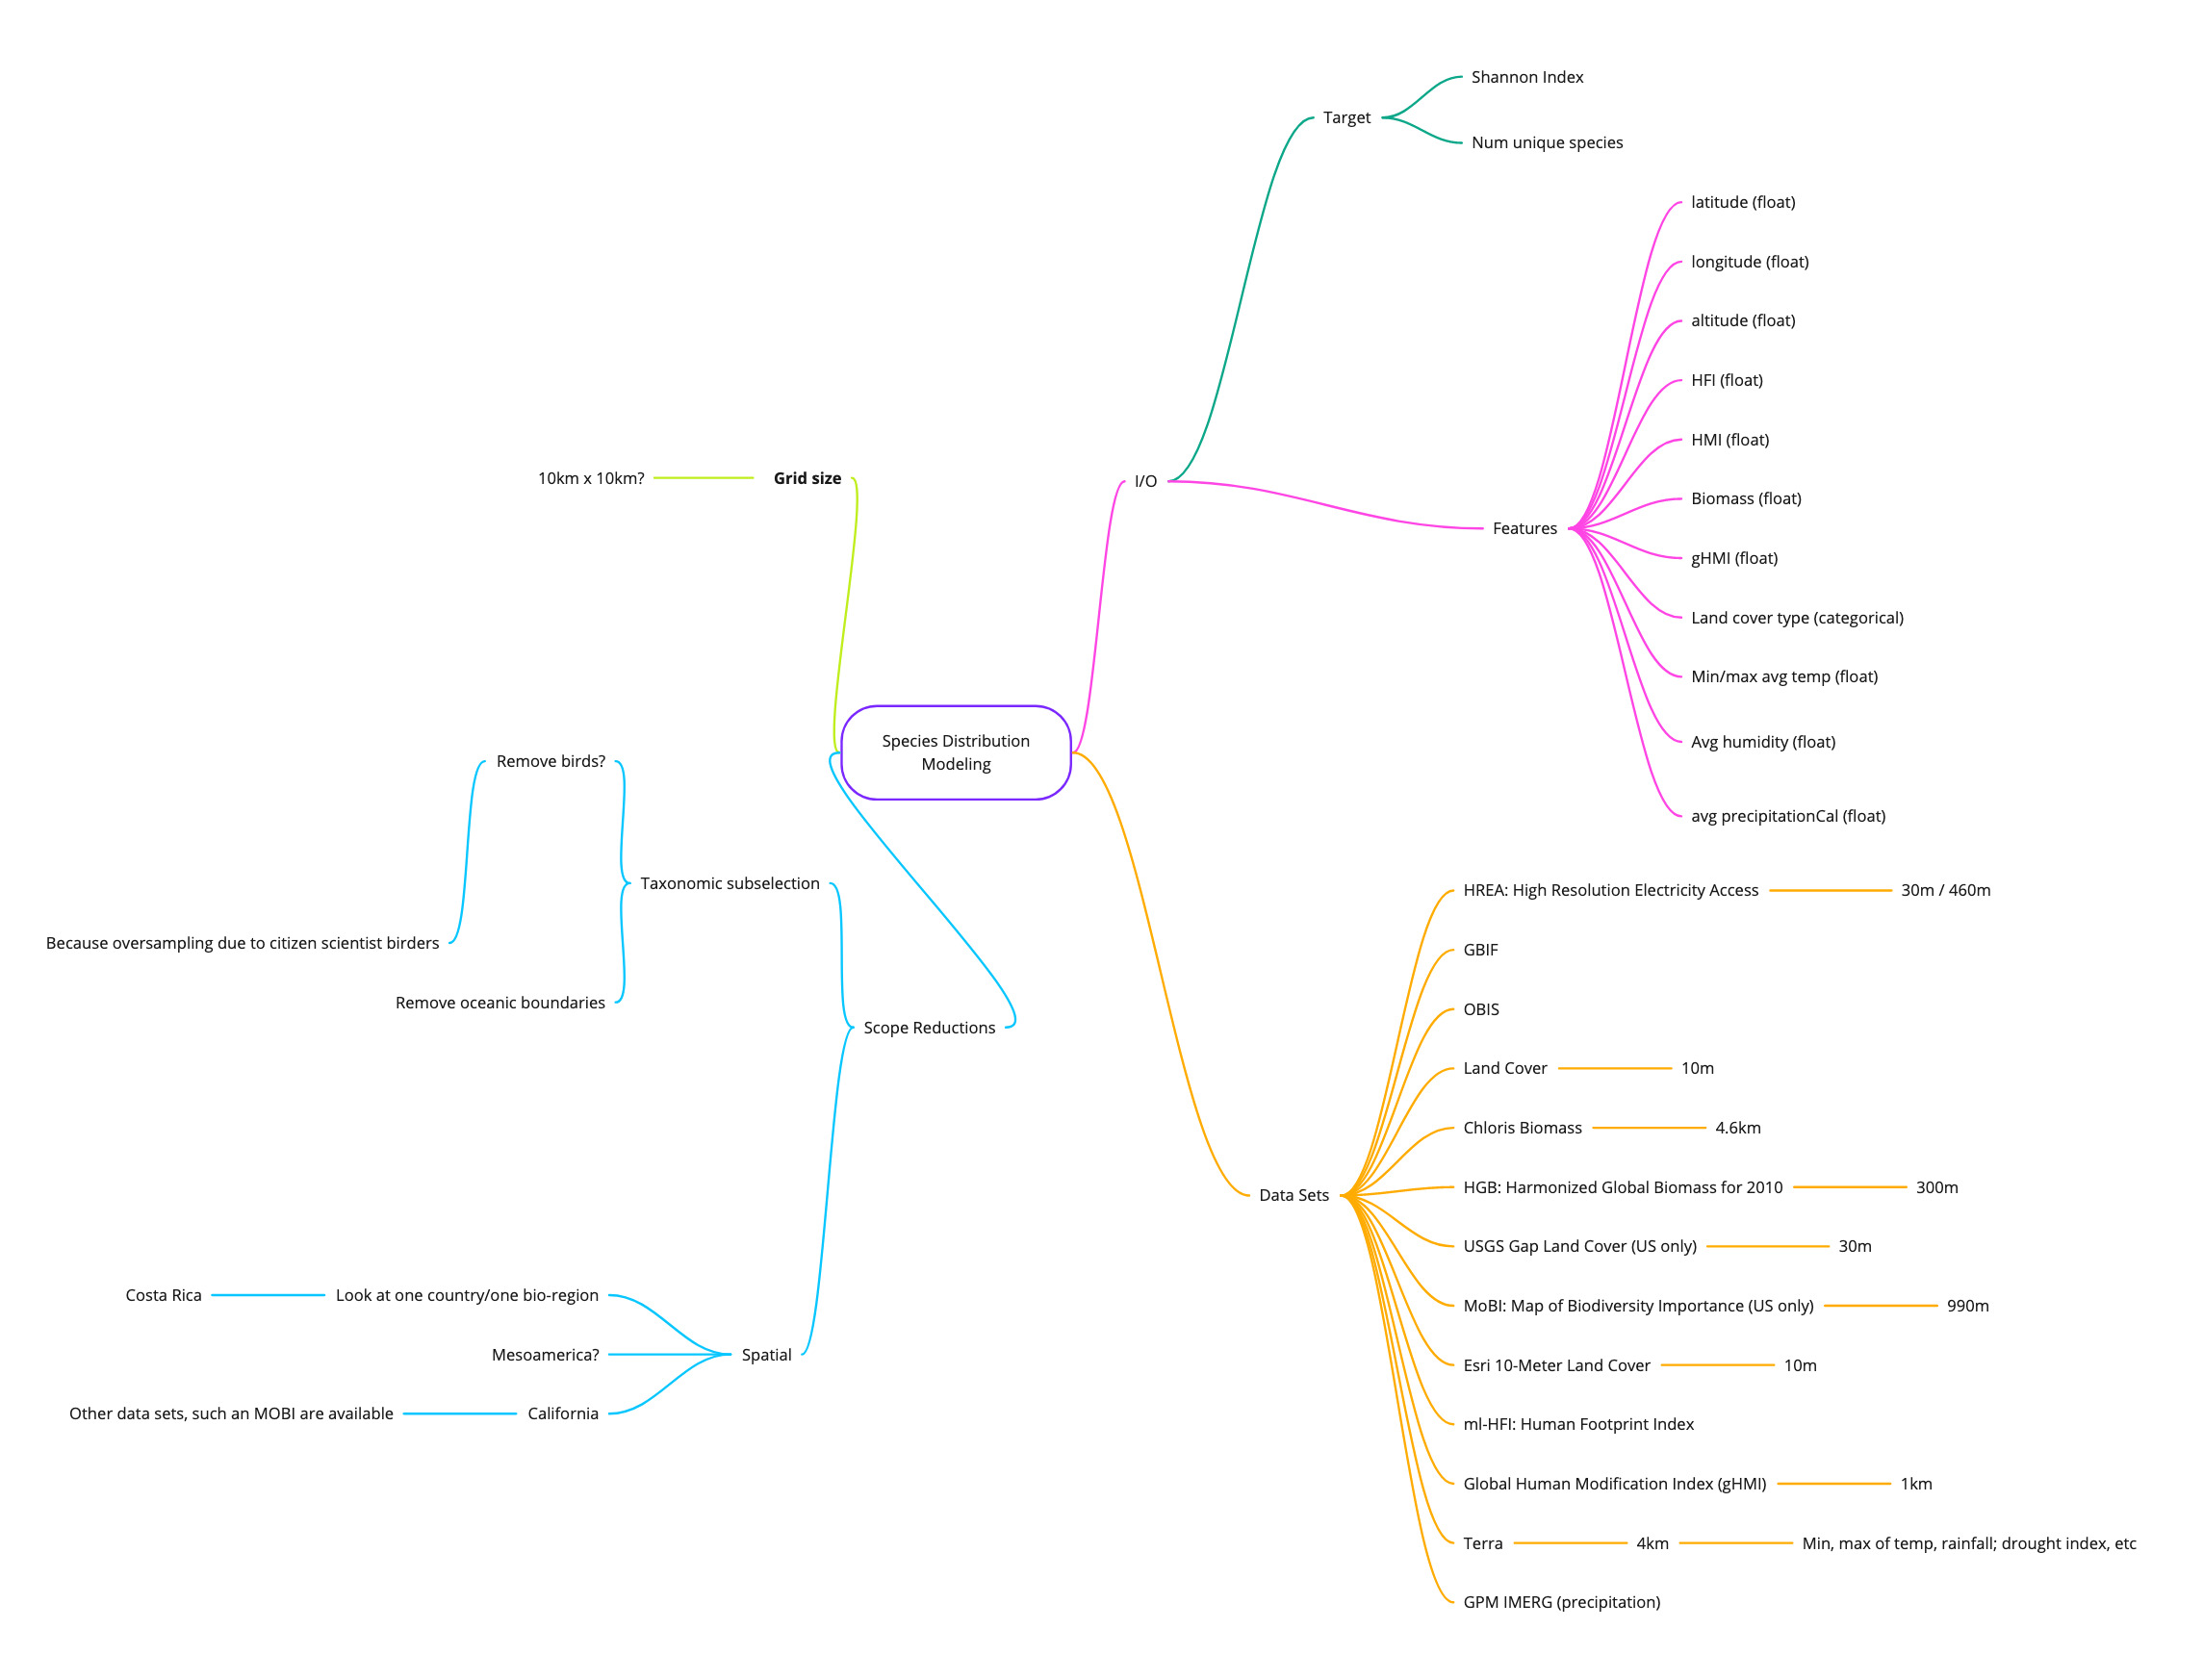 Shannon Index
Target
Num unique species
latitude (float)
longitude (float)
altitude (float)
HFI (float)
HMI (float)
Biomass (float)
gHMI (float)
Land cover type (categorical)
Min/max avg temp (float)
Avg humidity (float)
avg precipitationCal (float)
Features
I/O
10km x 10km?
Grid size
Species Distribution
Modeling
Remove birds?
Taxonomic subselection
Because oversampling due to citizen scientist birders
Remove oceanic boundaries
Scope Reductions
Costa Rica
Look at one country/one bio-region
Mesoamerica?
Spatial
Other data sets, such an MOBI are available
California
Data Sets
HREA: High Resolution Electricity Access
30m / 460m
GBIF
OBIS
Land Cover
10m
Chloris Biomass
4.6km
HGB: Harmonized Global Biomass for 2010
300m
USGS Gap Land Cover (US only)
30m
MoBI: Map of Biodiversity Importance (US only)
990m
Esri 10-Meter Land Cover
10m
ml-HFI: Human Footprint Index
Global Human Modification Index (gHMI)
1km
Terra
4km
Min, max of temp, rainfall; drought index, etc
GPM IMERG (precipitation)